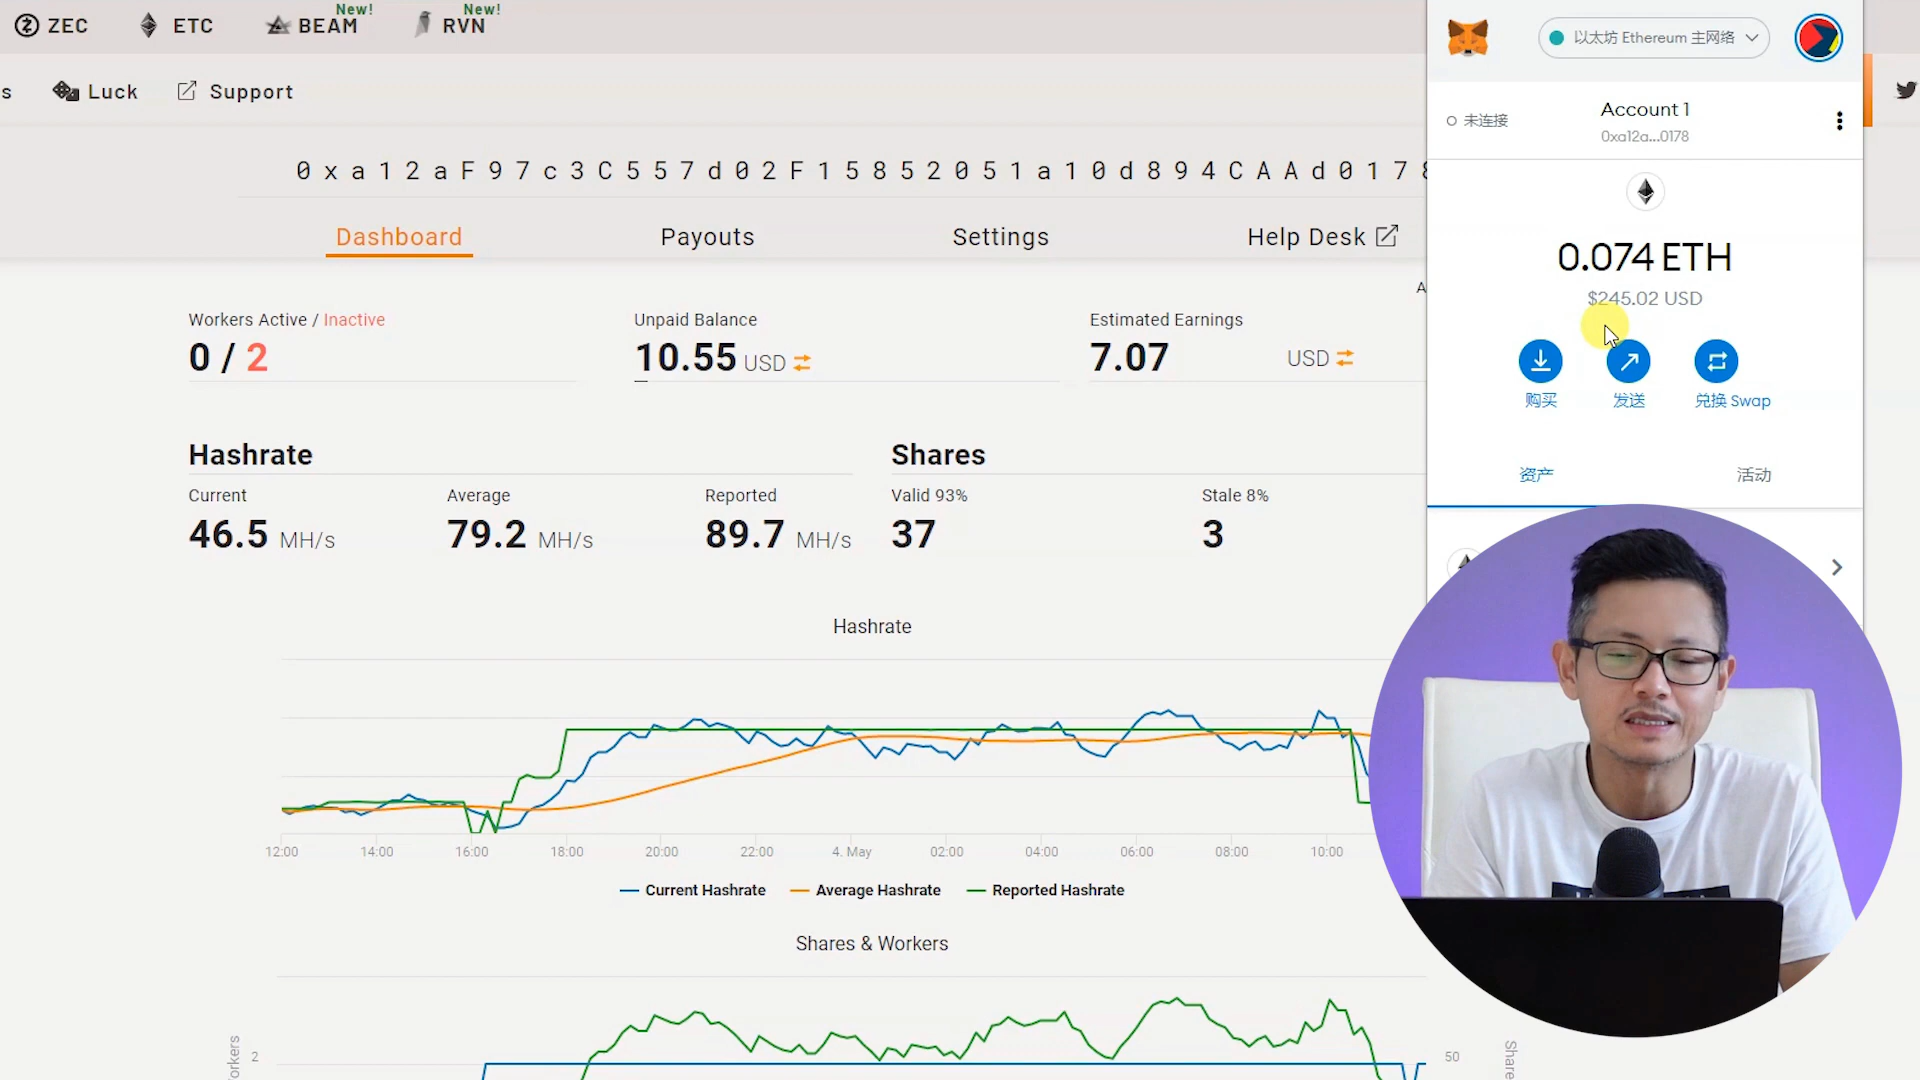 ZEC ETC BEAM New! RVN New!
s Luck Support
0xa12aF97c3C557d02F15852051a10d894CAAd0178
Dashboard Payouts Settings Help Desk
A
Workers Active / Inactive
0 / 2
Unpaid Balance
10.55 USD
Estimated Earnings
7.07 USD
Hashrate
Current
46.5 MH/s
Average
79.2 MH/s
Reported
89.7 MH/s
Shares
Valid 93%
37
Stale 8%
3
Hashrate
12:00 14:00 16:00 18:00 20:00 22:00 4. May 02:00 04:00 06:00 08:00 10:00
Current Hashrate Average Hashrate Reported Hashrate
Shares & Workers
2
orkers
50
Share
以太坊 Ethereum 主网络
未连接
Account 1
0xa12a...0178
0.074 ETH
$245.02 USD
购买 发送 兑换 Swap
资产 活动